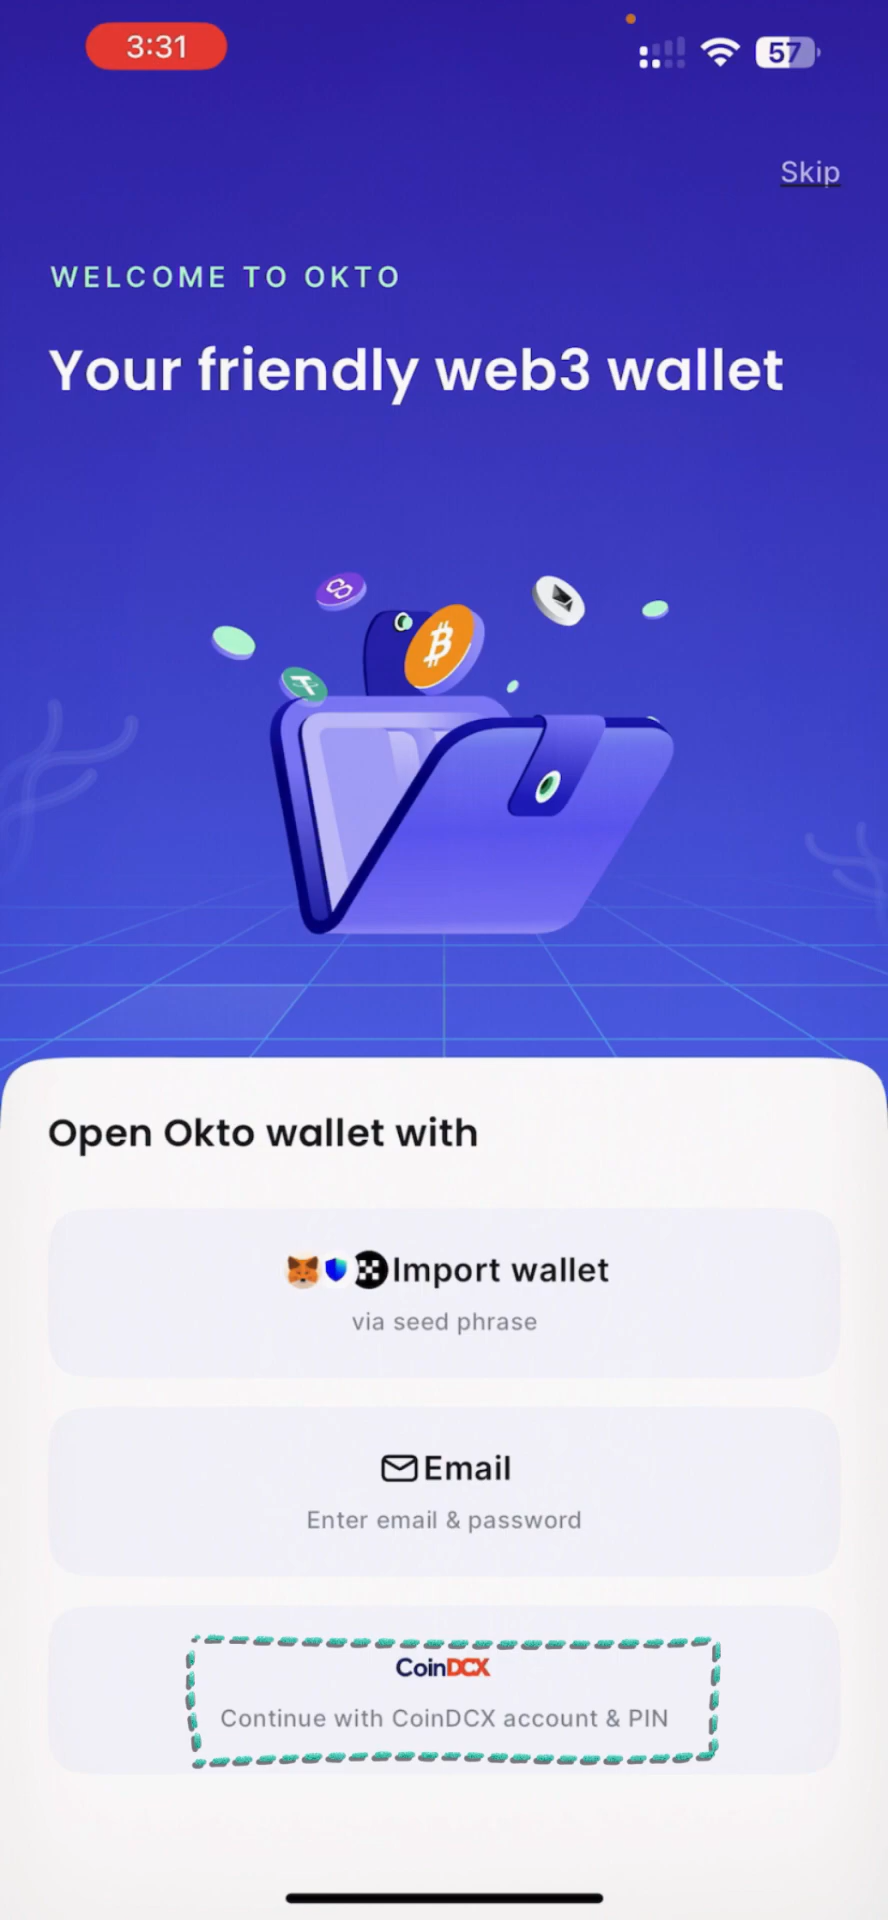 3:31
57
Skip
WELCOME TO OKTO
Your friendly web3 wallet
Open Okto wallet with
Import wallet
via seed phrase
Email
Enter email & password
CoinDCX
Continue with CoinDCX account & PIN